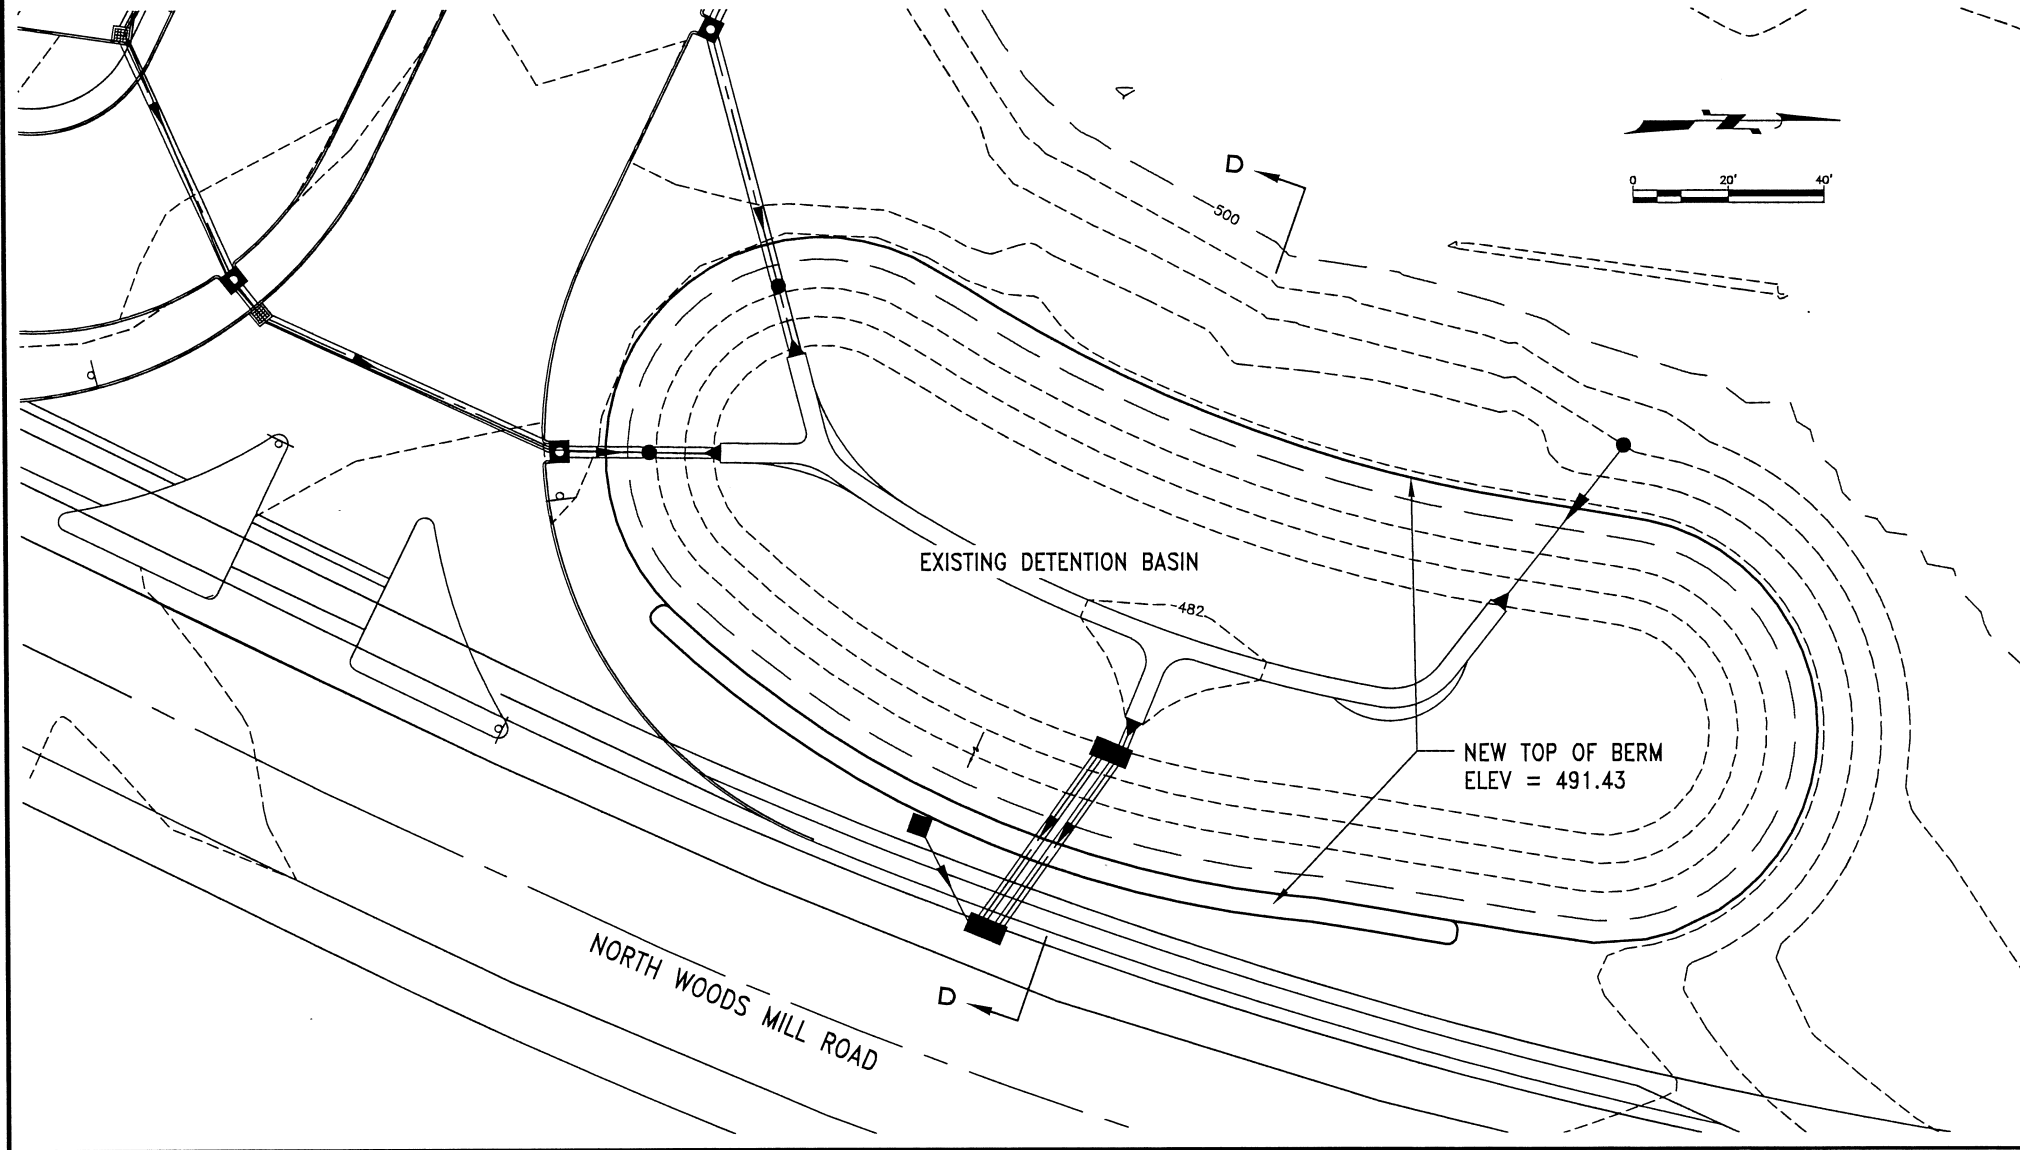 D
500
0 20' 40'
EXISTING DETENTION BASIN
482
NEW TOP OF BERM
ELEV = 491.43
D
NORTH WOODS MILL ROAD